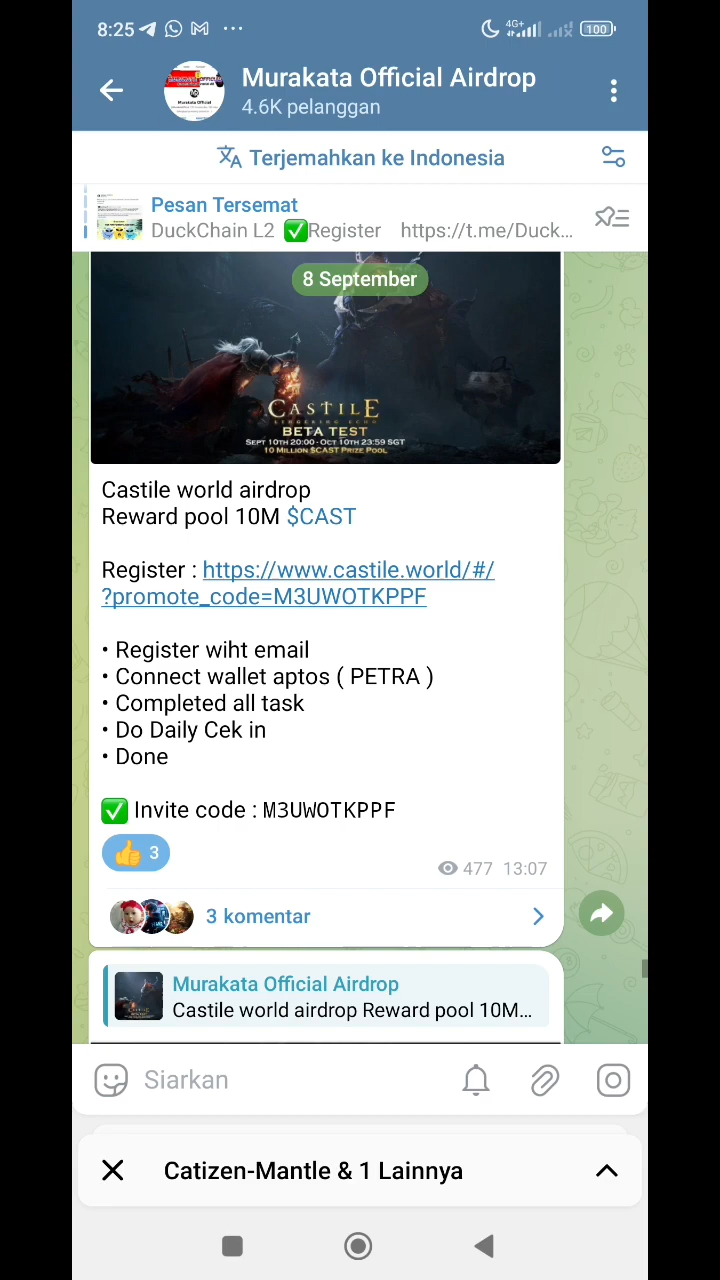 8:25
4G+
100
Murakata Official Airdrop
4.6K pelanggan
Terjemahkan ke Indonesia
Pesan Tersemat
DuckChain L2 ✅Register https://t.me/Duck...
8 September
CASTILE
LINGERING ECHO
BETA TEST
SEPT 10TH 20:00 - OCT 10TH 23:59 SGT
10 MILLION $CAST PRIZE POOL
Castile world airdrop
Reward pool 10M $CAST
Register : https://www.castile.world/#/
?promote_code=M3UWOTKPPF
• Register wiht email
• Connect wallet aptos ( PETRA )
• Completed all task
• Do Daily Cek in
• Done
✅ Invite code : M3UWOTKPPF
👍 3
477 13:07
3 komentar
Murakata Official Airdrop
Castile world airdrop Reward pool 10M...
Siarkan
Catizen-Mantle & 1 Lainnya